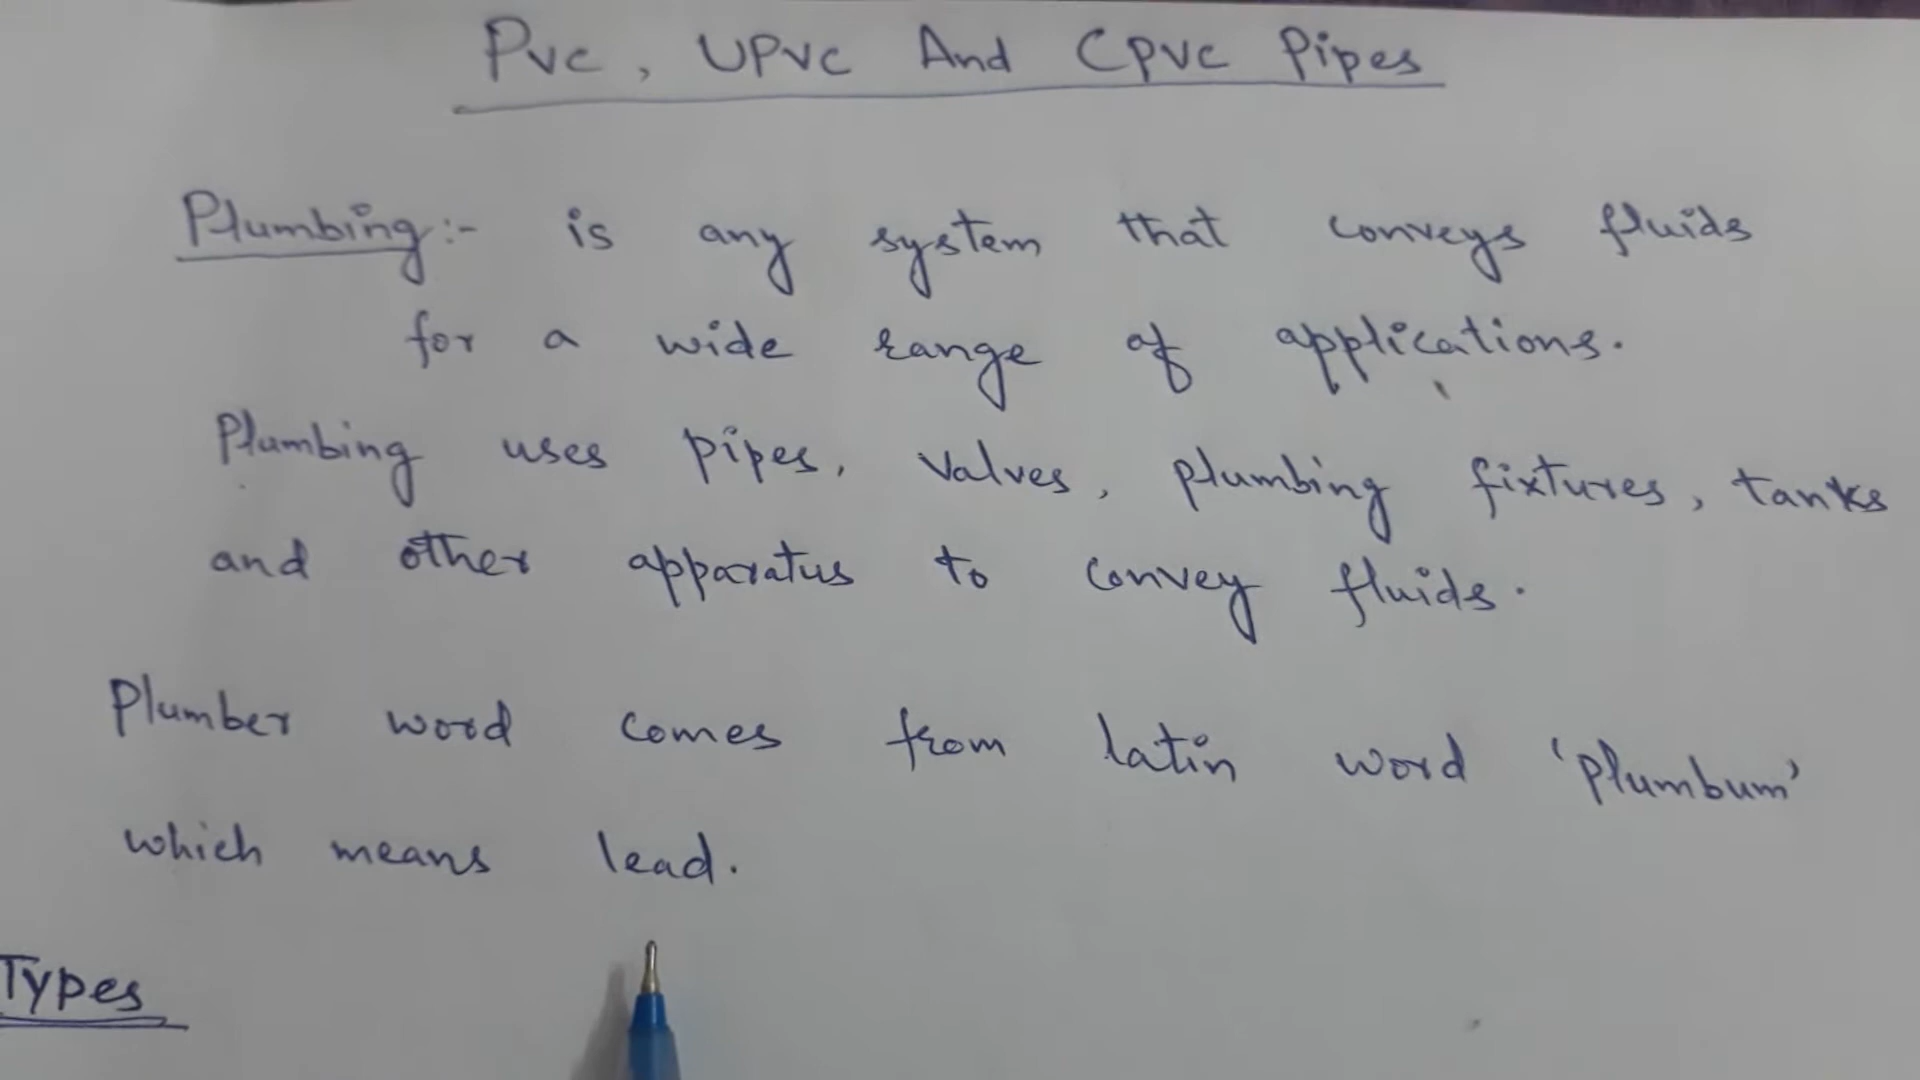 Pvc, UPVC And CPVC Pipes
Plumbing:- is any system that conveys fluids
for a wide range of applications.
Plumbing uses pipes, valves, plumbing fixtures, tanks
and other apparatus to convey fluids.
Plumber word comes from latin word 'plumbum'
which means lead.
Types